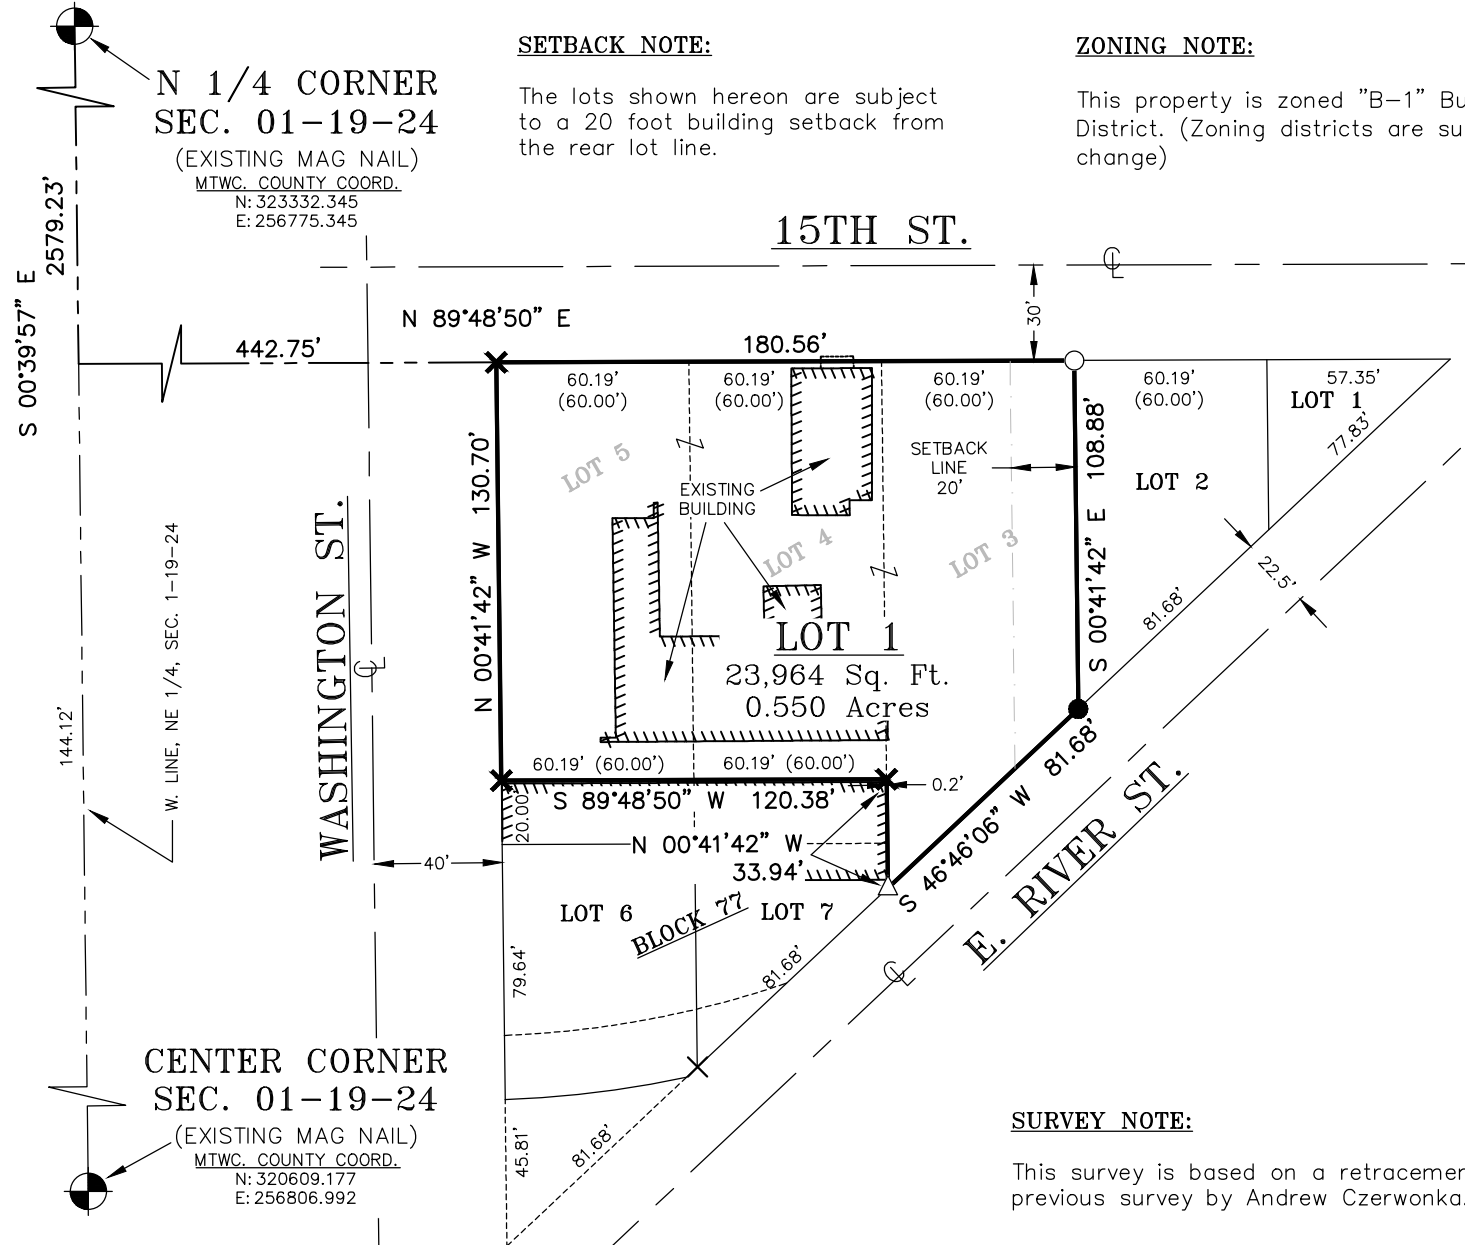 SETBACK NOTE:
The lots shown hereon are subject
to a 20 foot building setback from
the rear lot line.
ZONING NOTE:
This property is zoned "B-1" Bu
District. (Zoning districts are su
change)
N 1/4 CORNER
SEC. 01-19-24
(EXISTING MAG NAIL)
MTWC. COUNTY COORD.
N: 323332.345
E: 256775.345
S 00°39'57" E
2579.23'
15TH ST.
℄
30'
N 89°48'50" E
442.75'
180.56'
60.19'
(60.00')
60.19'
(60.00')
60.19'
(60.00')
60.19'
(60.00')
57.35'
LOT 1
77.83'
LOT 5
N 00°41'42" W 130.70'
EXISTING
BUILDING
SETBACK
LINE
20'
S 00°41'42" E 108.88'
LOT 2
LOT 4
LOT 3
22.5'
81.68'
WASHINGTON ST.
℄
W. LINE, NE 1/4, SEC. 1-19-24
144.12'
LOT 1
23,964 Sq. Ft.
0.550 Acres
60.19' (60.00')
60.19' (60.00')
S 89°48'50" W 120.38'
0.2'
20.00'
N 00°41'42" W
33.94'
40'
S 46°46'06" W 81.68'
E. RIVER ST.
℄
LOT 6
BLOCK 77
LOT 7
79.64'
81.68'
CENTER CORNER
SEC. 01-19-24
(EXISTING MAG NAIL)
MTWC. COUNTY COORD.
N: 320609.177
E: 256806.992
45.81'
81.68'
SURVEY NOTE:
This survey is based on a retracemen
previous survey by Andrew Czerwonka.